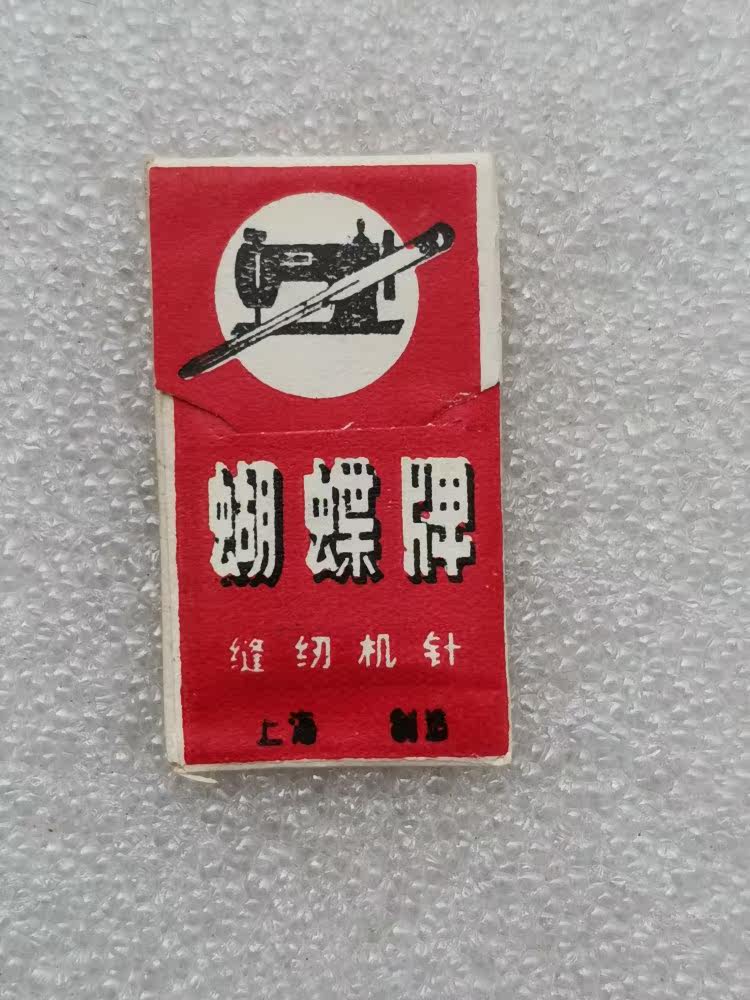 蝴蝶牌
缝纫机针
上海 制造